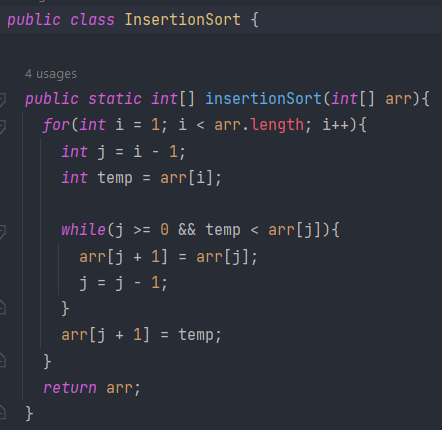 public class InsertionSort {
4 usages
public static int[] insertionSort(int[] arr){
for(int i = 1; i < arr.length; i++){
int j = i - 1;
int temp = arr[i];
while(j >= 0 && temp < arr[j]){
arr[j + 1] = arr[j];
j = j - 1;
}
arr[j + 1] = temp;
}
return arr;
}